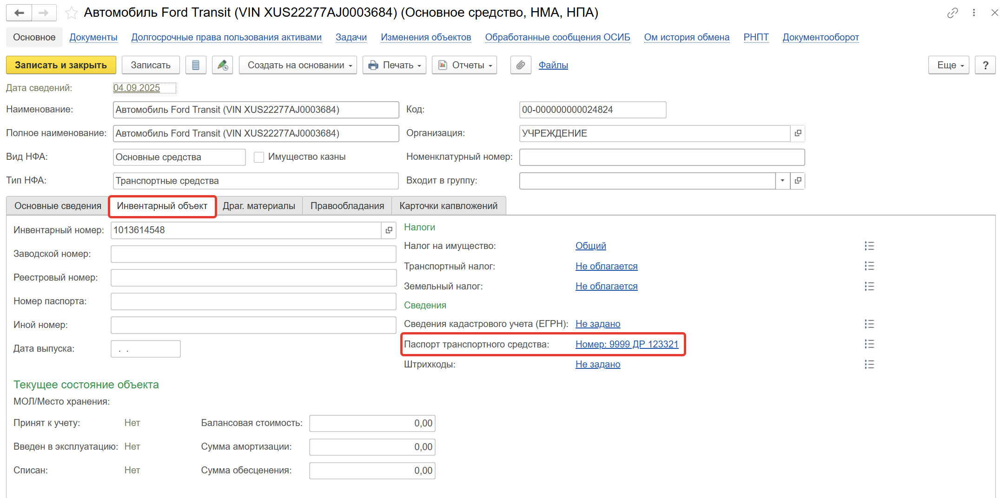 Автомобиль Ford Transit (VIN XUS22277AJ0003684) (Основное средство, НМА, НПА)
Основное Документы Долгосрочные права пользования активами Задачи Изменения объектов Обработанные сообщения ОСИБ Ом история обмена РНПТ Документооборот
Записать и закрыть Записать Создать на основании Печать Отчеты Файлы Еще ?
Дата сведений: 04.09.2025
Наименование: Автомобиль Ford Transit (VIN XUS22277AJ0003684) Код: 00-000000000024824
Полное наименование: Автомобиль Ford Transit (VIN XUS22277AJ0003684) Организация: УЧРЕЖДЕНИЕ
Вид НФА: Основные средства Имущество казны Номенклатурный номер:
Тип НФА: Транспортные средства Входит в группу:
Основные сведения Инвентарный объект Драг. материалы Правообладания Карточки капвложений
Инвентарный номер: 1013614548
Заводской номер:
Реестровый номер:
Номер паспорта:
Иной номер:
Дата выпуска: . .
Налоги
Налог на имущество: Общий
Транспортный налог: Не облагается
Земельный налог: Не облагается
Сведения
Сведения кадастрового учета (ЕГРН): Не задано
Паспорт транспортного средства: Номер: 9999 ДР 123321
Штрихкоды: Не задано
Текущее состояние объекта
МОЛ/Место хранения:
Принят к учету: Нет Балансовая стоимость: 0,00
Введен в эксплуатацию: Нет Сумма амортизации: 0,00
Списан: Нет Сумма обесценения: 0,00